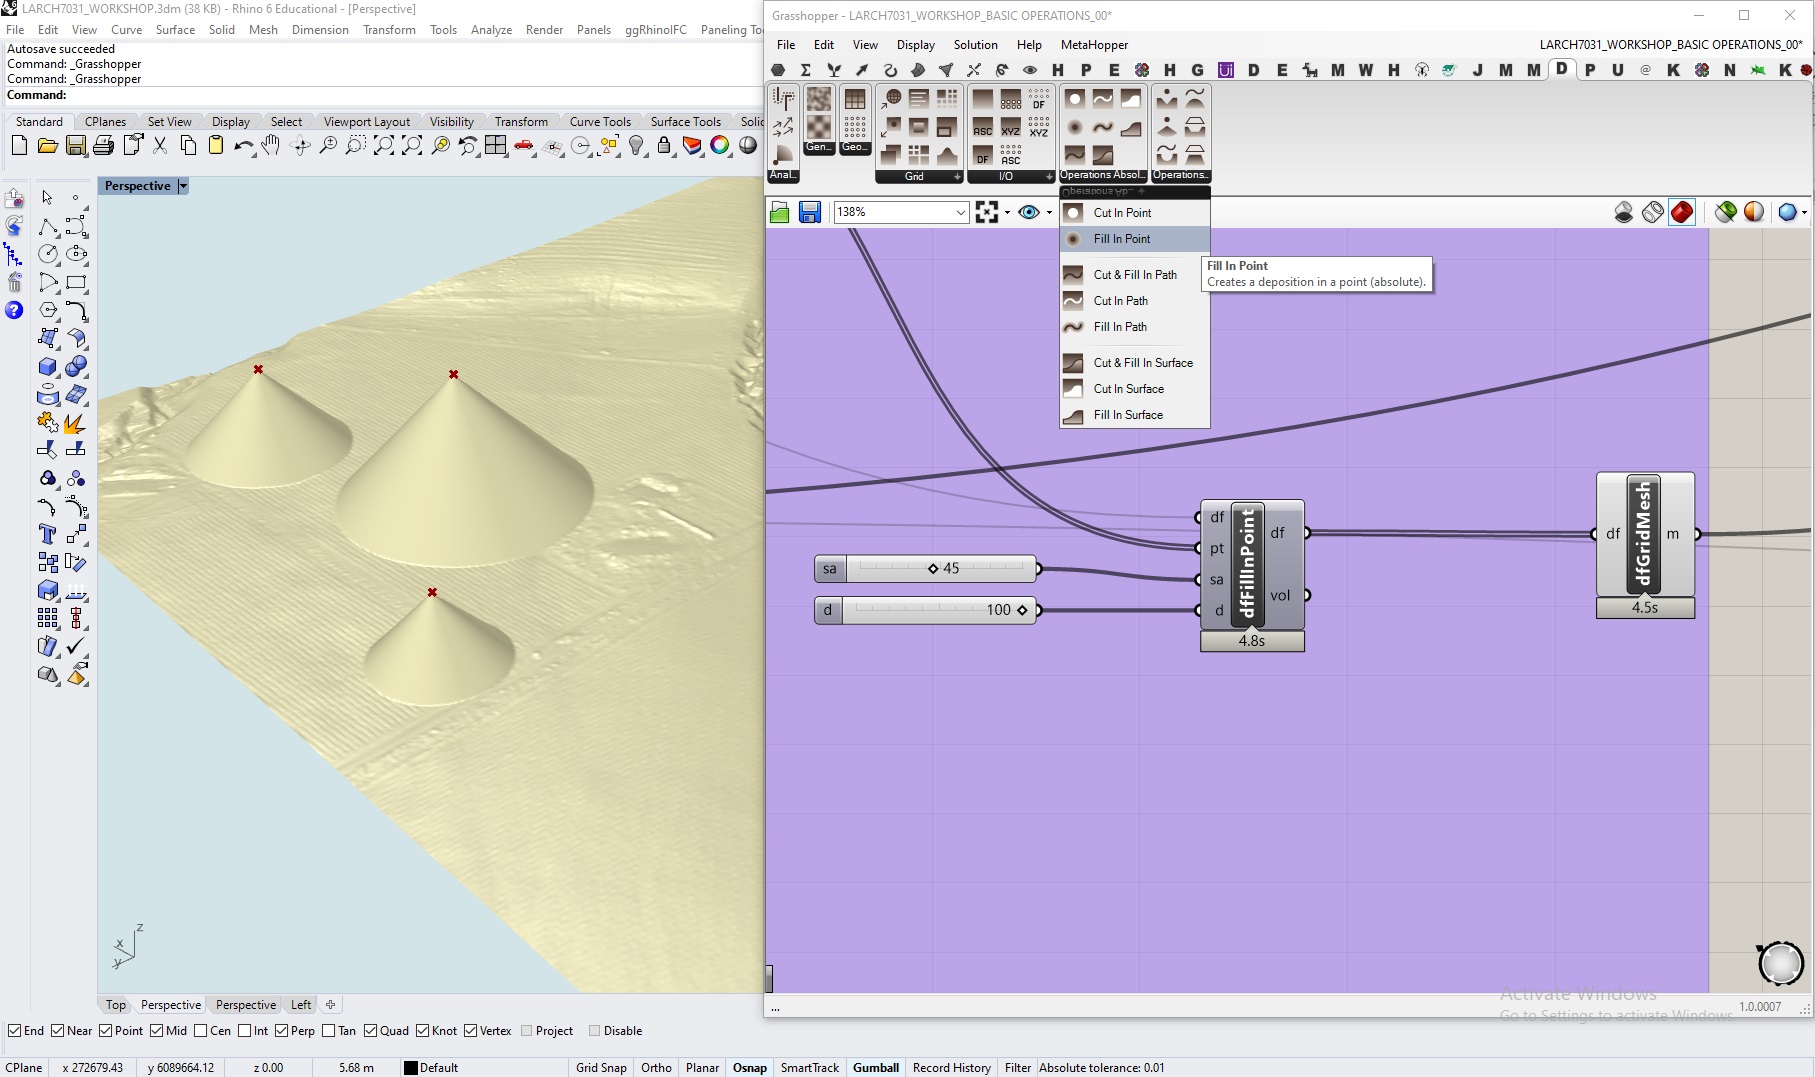 LARCH7031_WORKSHOP.3dm (38 KB) - Rhino 6 Educational - [Perspective]
File Edit View Curve Surface Solid Mesh Dimension Transform Tools Analyze Render Panels ggRhinoIFC Paneling To
Autosave succeeded
Command: _Grasshopper
Command: _Grasshopper
Command:
Standard CPlanes Set View Display Select Viewport Layout Visibility Transform Curve Tools Surface Tools Solid
Perspective
z
x
y
Top Perspective Perspective Left
End Near Point Mid Cen Int Perp Tan Quad Knot Vertex Project Disable
CPlane x 272679.43 y 6089664.12 z 0.00 5.68 m Default Grid Snap Ortho Planar Osnap SmartTrack Gumball Record History Filter Absolute tolerance: 0.01
Grasshopper - LARCH7031_WORKSHOP_BASIC OPERATIONS_00*
File Edit View Display Solution Help MetaHopper LARCH7031_WORKSHOP_BASIC OPERATIONS_00*
H P E H G Ui D E M W H J M M D P U @ K N K
DF
ASC XYZ XYZ
DF ASC
Anal... Gen... Geo... Grid I/O Operations Absol... Operations...
138%
Cut In Point
Fill In Point
Cut & Fill In Path
Cut In Path
Fill In Path
Cut & Fill In Surface
Cut In Surface
Fill In Surface
Fill In Point
Creates a deposition in a point (absolute).
sa 45
d 100
df
pt
sa
d
dfFillInPoint
df
vol
4.8s
df
dfGridMesh
m
4.5s
Activate Windows
Go to Settings to activate Windows.
... 1.0.0007